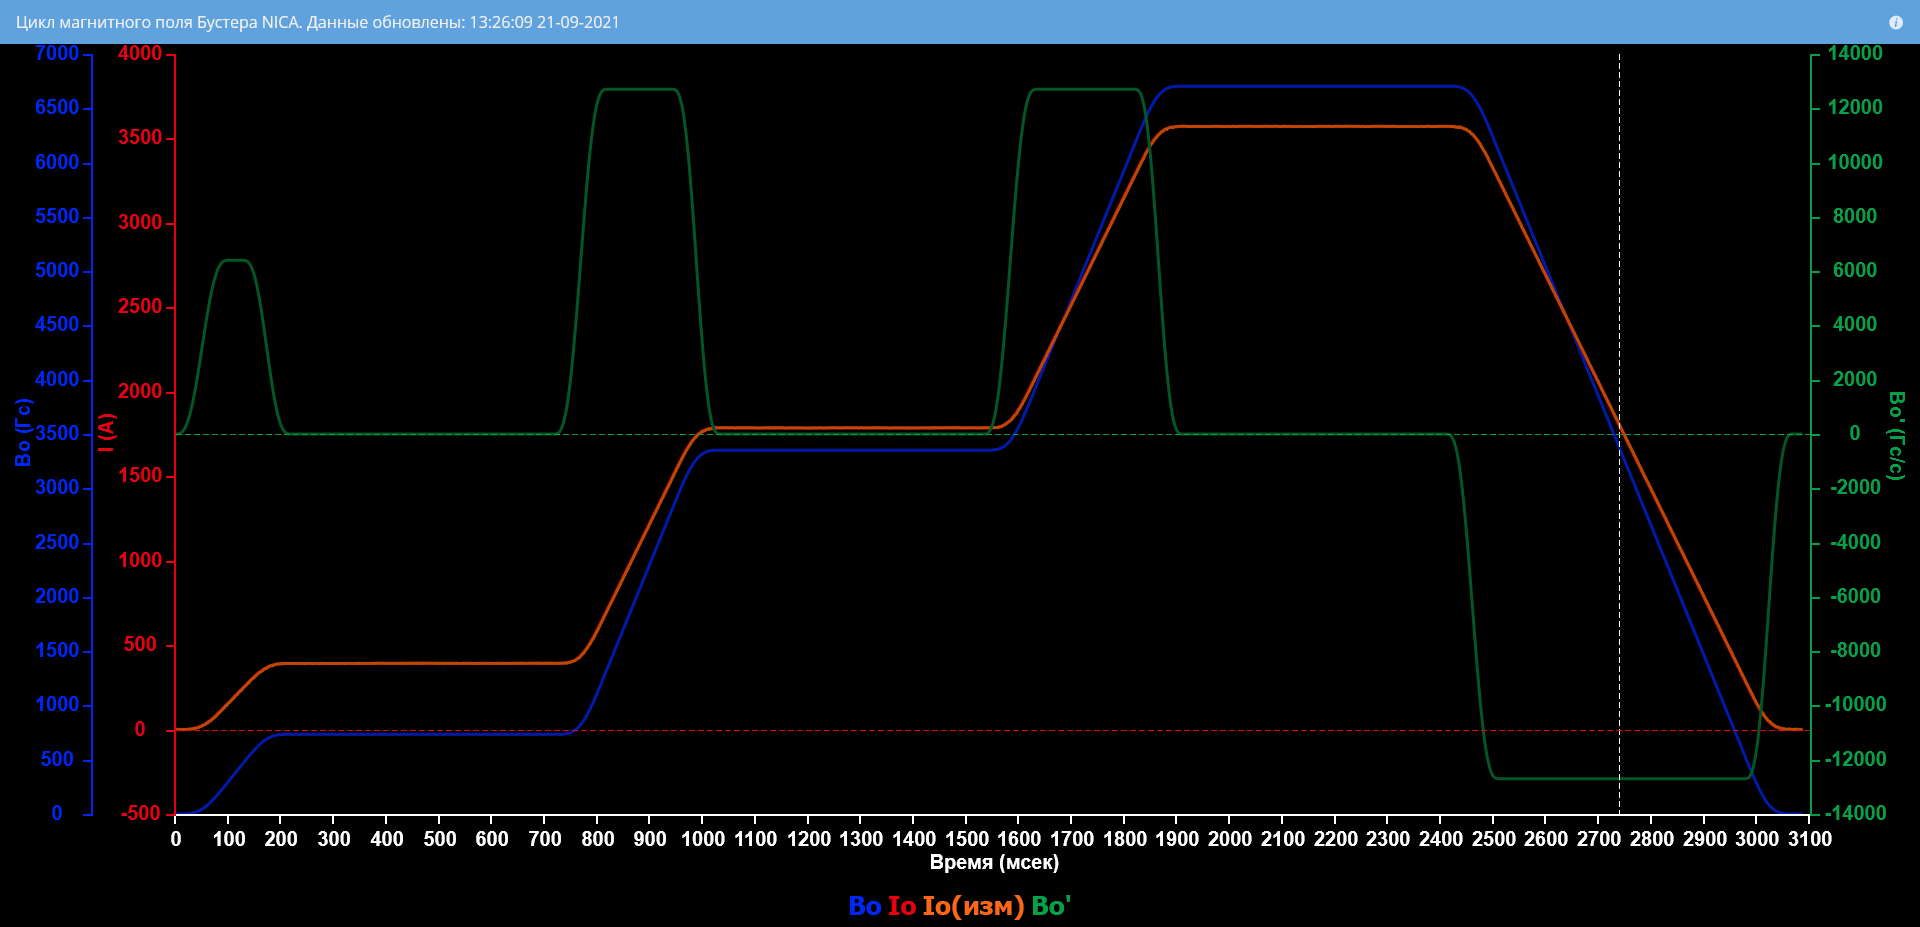 Цикл магнитного поля Бустера NICA. Данные обновлены: 13:26:09 21-09-2021
7000 4000 14000
6500 3500 12000
6000 3000 10000
5500 2500 8000
5000 2000 6000
4500 1500 4000
4000 1000 2000
3500 500 0
3000 0 -2000
2500 -500 -4000
2000 -6000
1500 -8000
1000 -10000
500 -12000
0 -14000
Bo (Гс)
I (A)
Bo' (Гс/с)
0 100 200 300 400 500 600 700 800 900 1000 1100 1200 1300 1400 1500 1600 1700 1800 1900 2000 2100 2200 2300 2400 2500 2600 2700 2800 2900 3000 3100
Время (мсек)
Bo Io Io(изм) Bo'